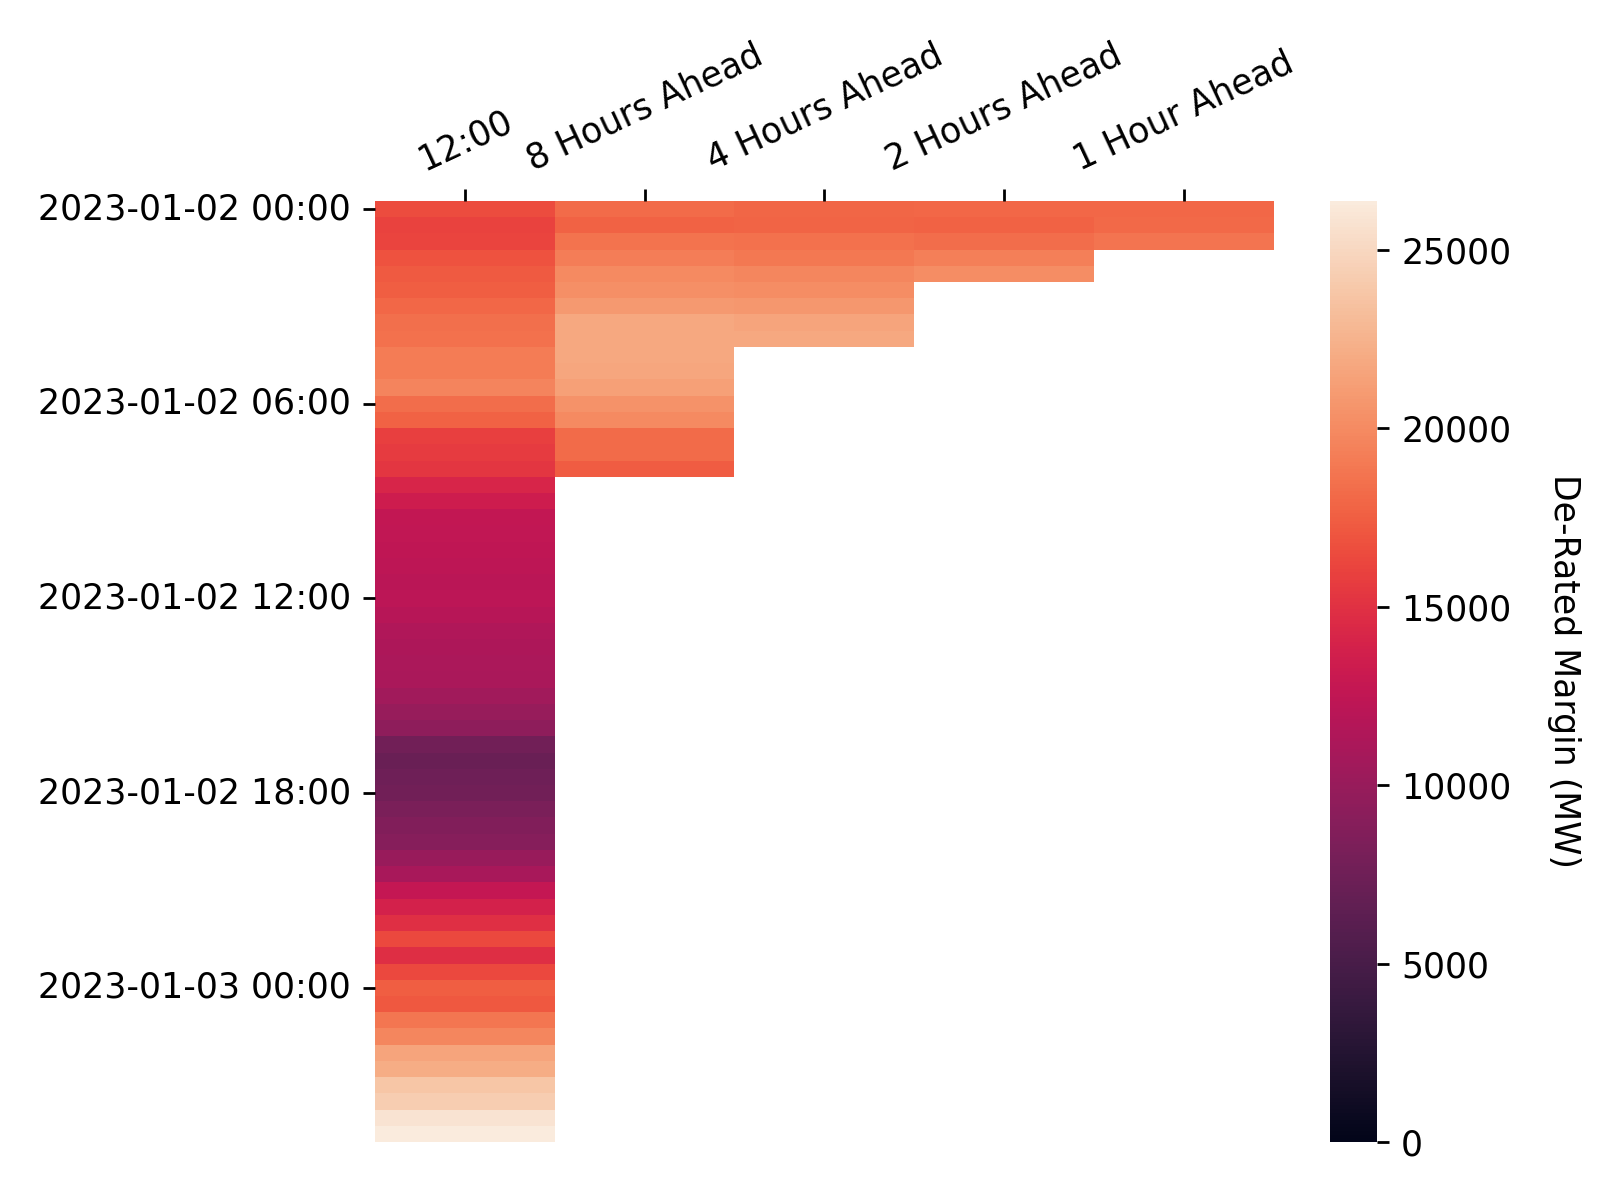 12:00
8 Hours Ahead
4 Hours Ahead
2 Hours Ahead
1 Hour Ahead
2023-01-02 00:00
2023-01-02 06:00
2023-01-02 12:00
2023-01-02 18:00
2023-01-03 00:00
25000
20000
15000
10000
5000
0
De-Rated Margin (MW)